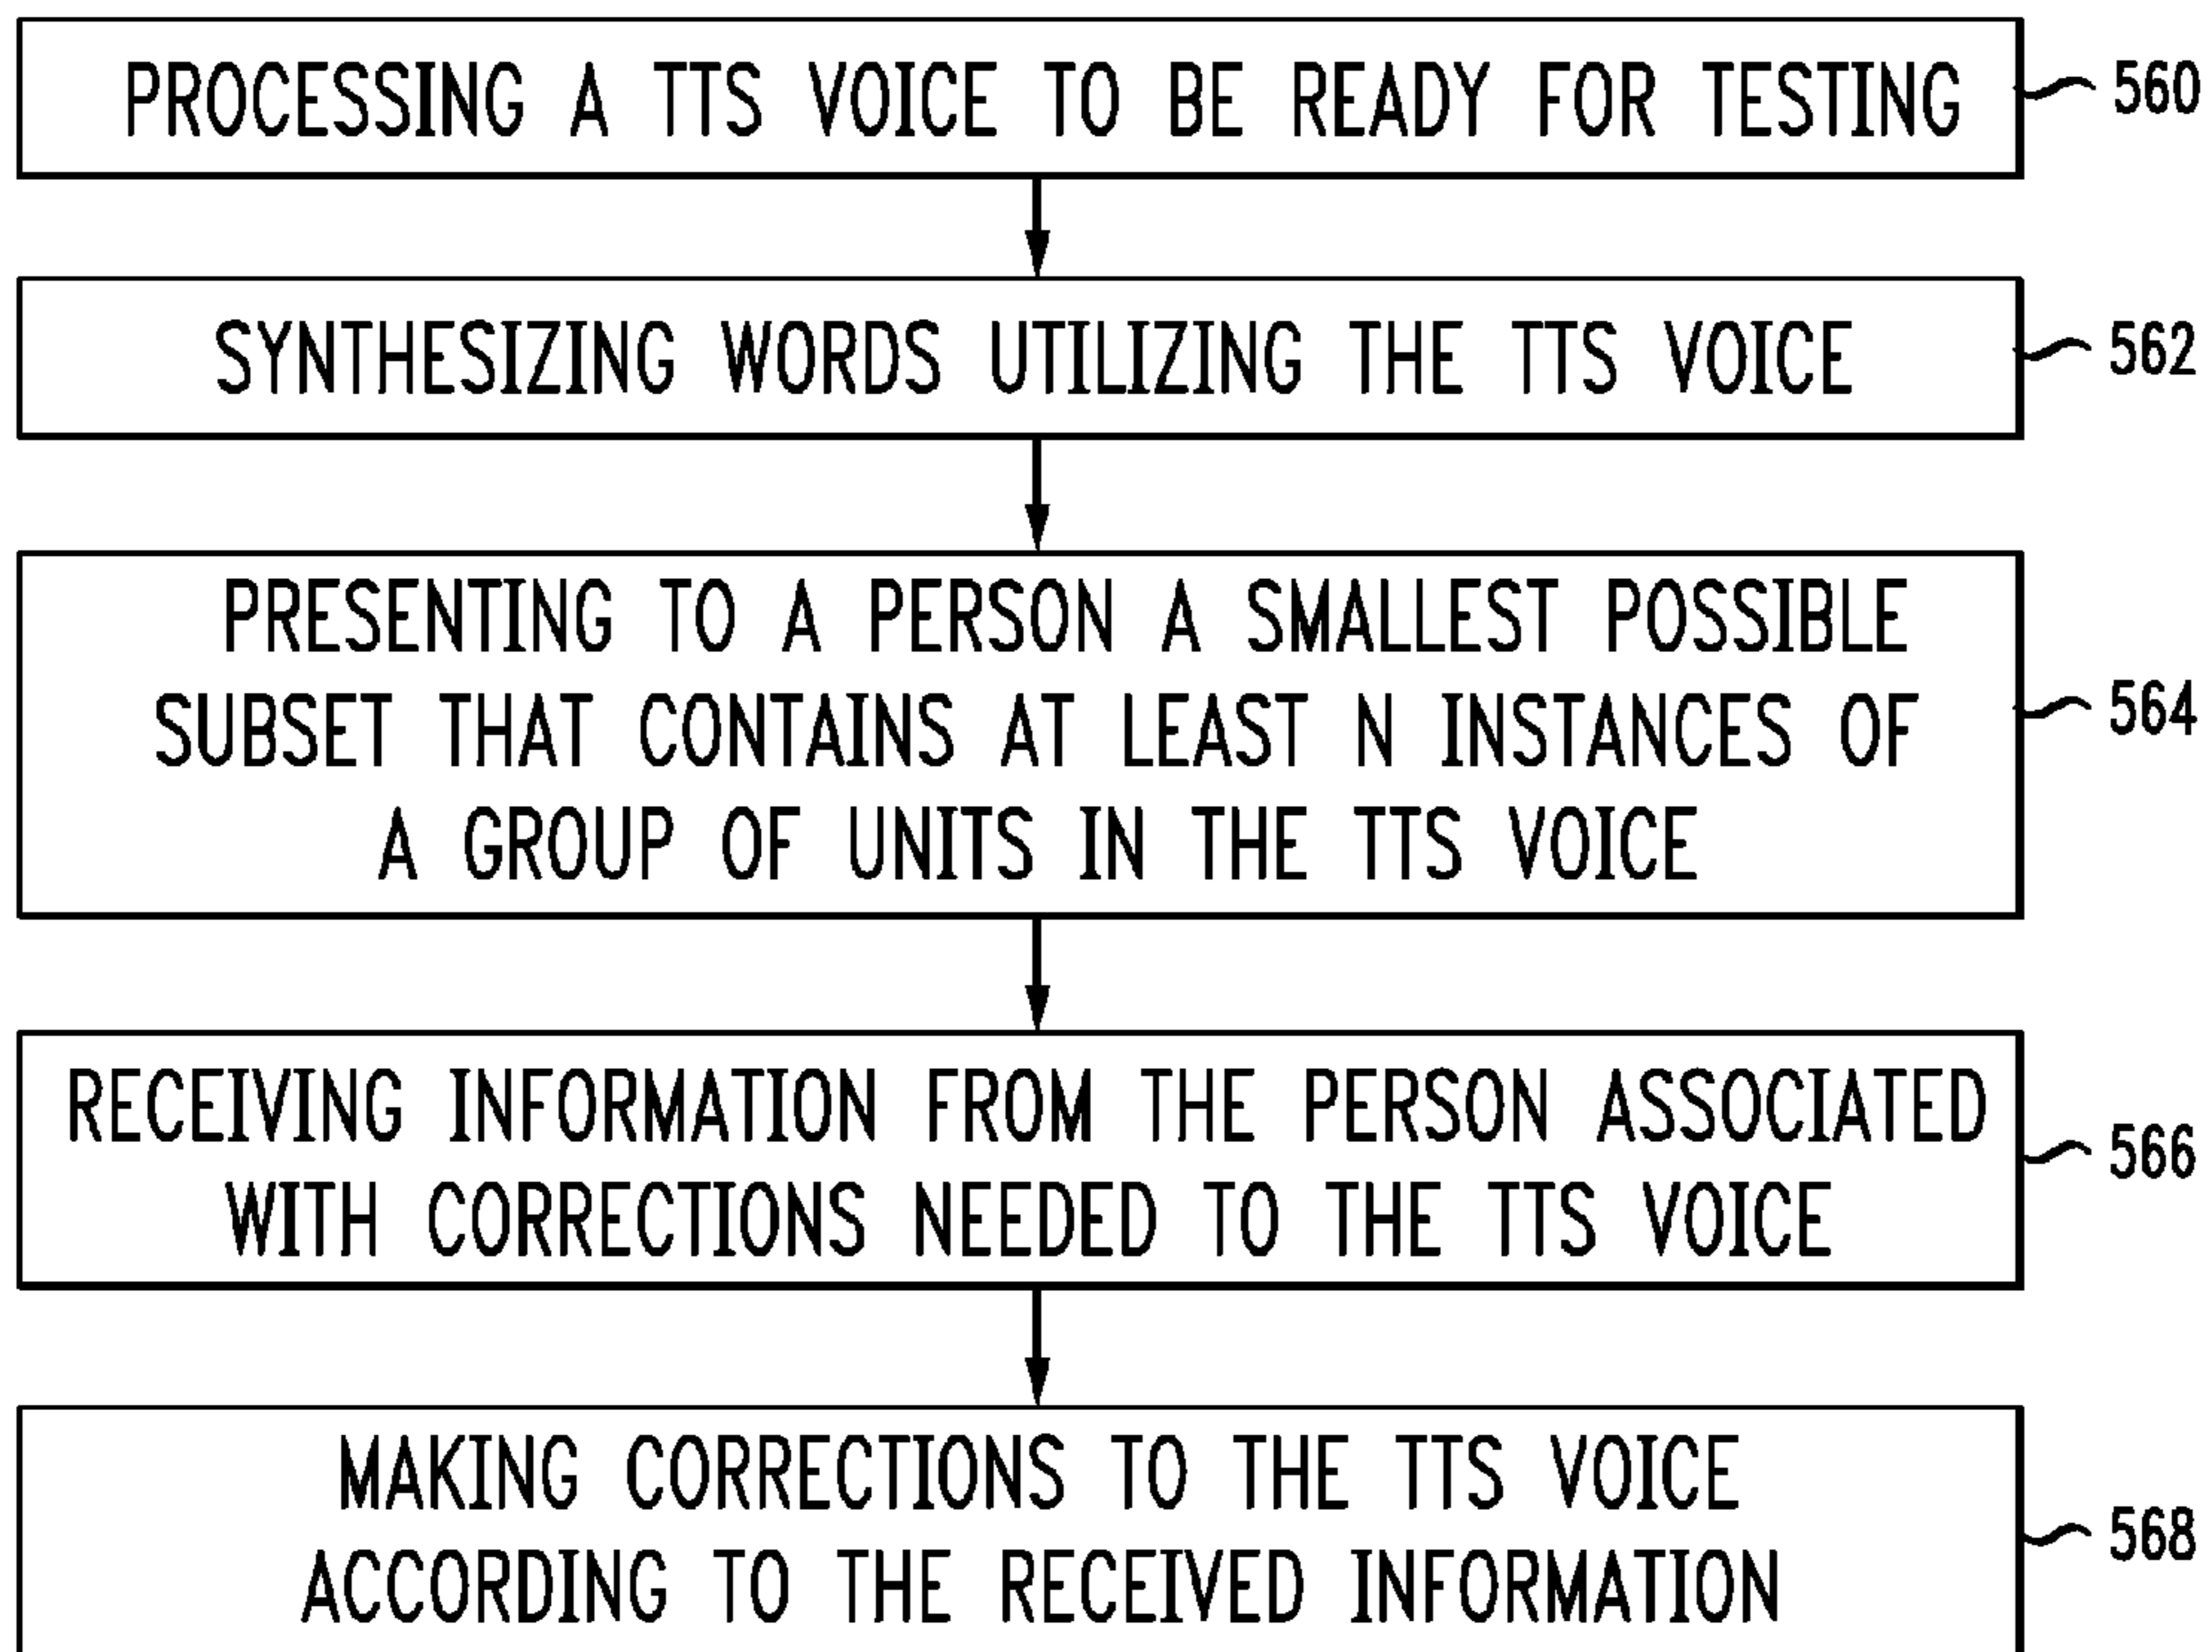 PROCESSING A TTS VOICE TO BE READY FOR TESTING
560
SYNTHESIZING WORDS UTILIZING THE TTS VOICE
562
PRESENTING TO A PERSON A SMALLEST POSSIBLE
SUBSET THAT CONTAINS AT LEAST N INSTANCES OF
A GROUP OF UNITS IN THE TTS VOICE
564
RECEIVING INFORMATION FROM THE PERSON ASSOCIATED
WITH CORRECTIONS NEEDED TO THE TTS VOICE
566
MAKING CORRECTIONS TO THE TTS VOICE
ACCORDING TO THE RECEIVED INFORMATION
568